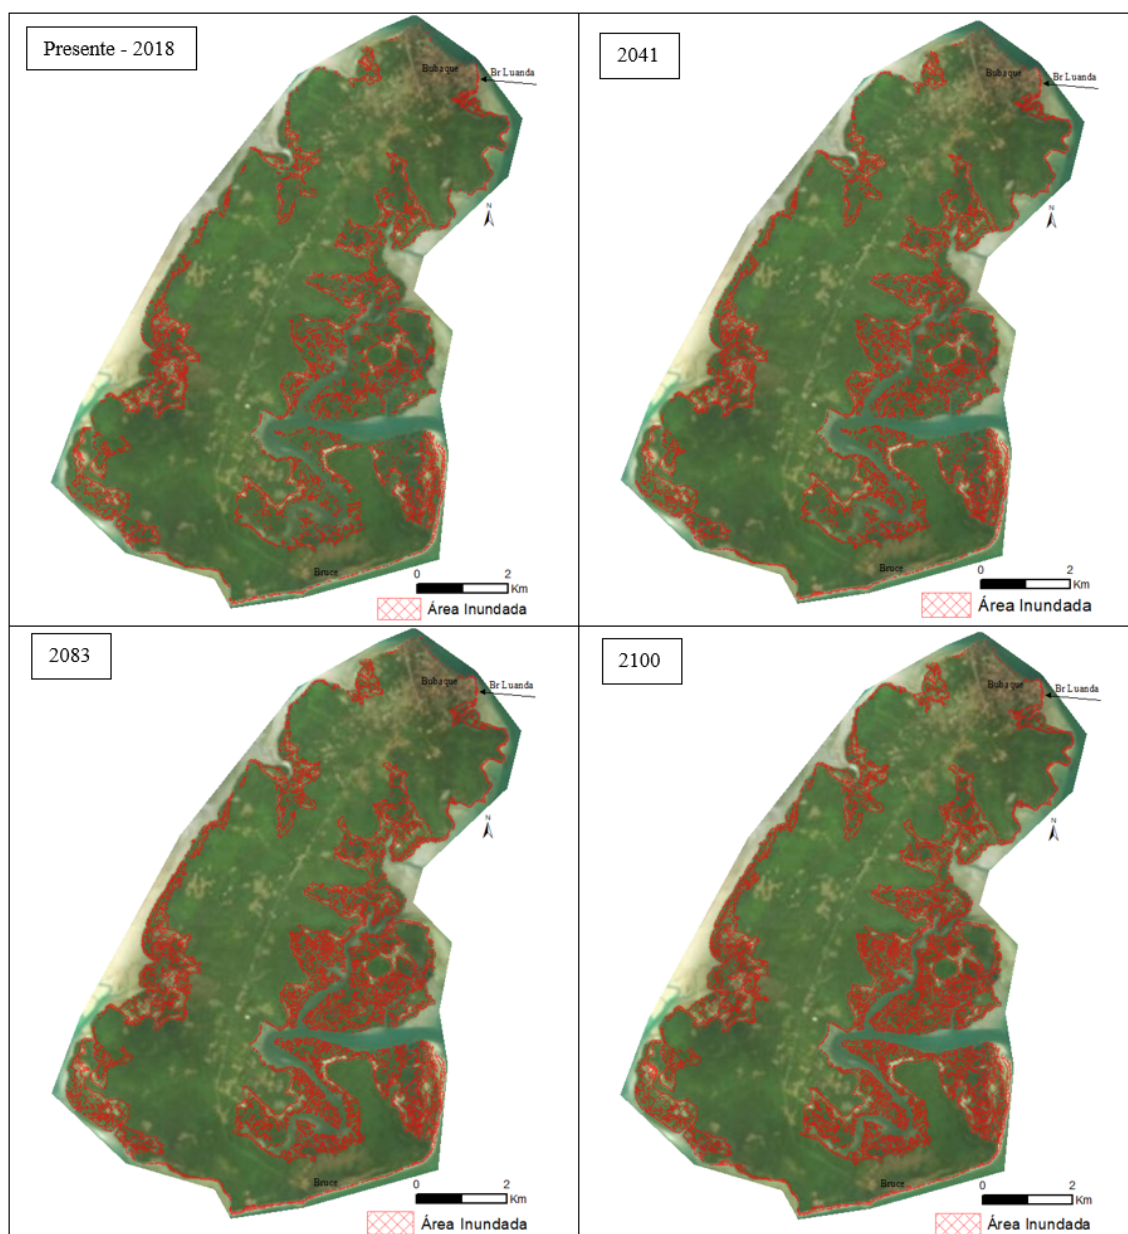 Presente - 2018
Bubaque
Br Luanda
N
Bruce
0 2
Km
Área Inundada
2041
Bubaque
Br Luanda
N
Bruce
0 2
Km
Área Inundada
2083
Bubaque
Br Luanda
N
Bruce
0 2
Km
Área Inundada
2100
Bubaque
Br Luanda
N
Bruce
0 2
Km
Área Inundada